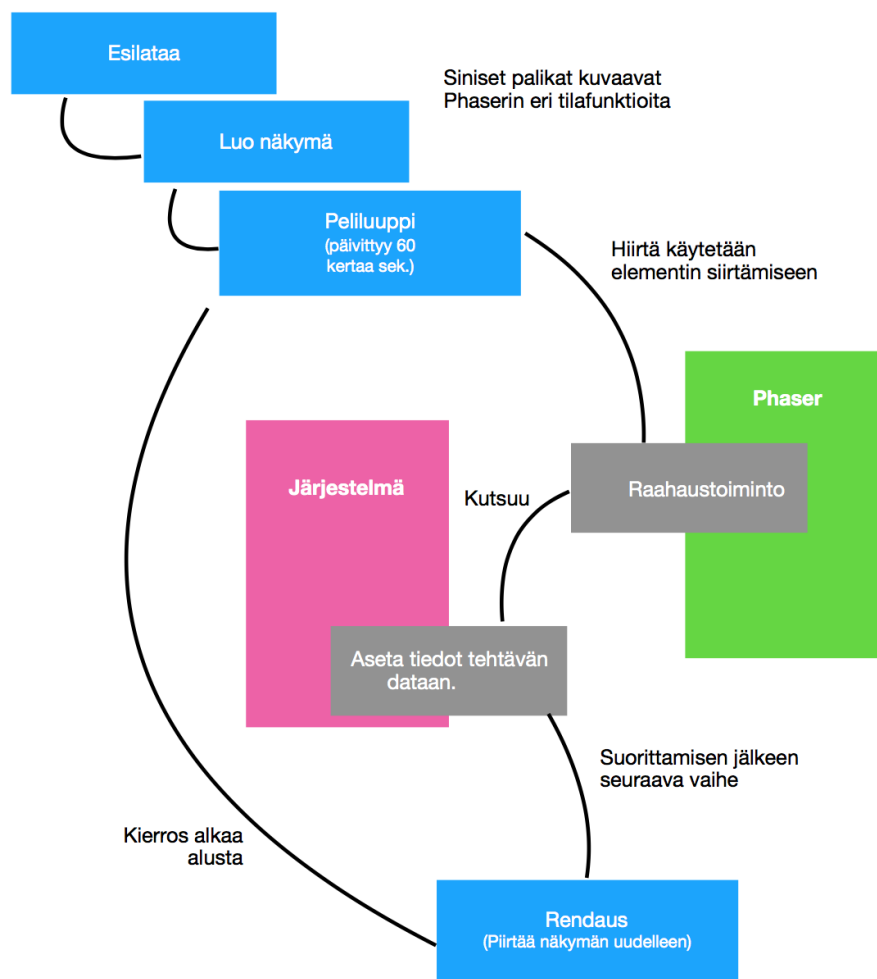 Esilataa
Siniset palikat kuvaavat
Phaserin eri tilafunktioita
Luo näkymä
Peliluuppi
(päivittyy 60
kertaa sek.)
Hiirtä käytetään
elementin siirtämiseen
Phaser
Järjestelmä
Kutsuu
Raahaustoiminto
Aseta tiedot tehtävän
dataan.
Suorittamisen jälkeen
seuraava vaihe
Kierros alkaa
alusta
Rendaus
(Piirtää näkymän uudelleen)